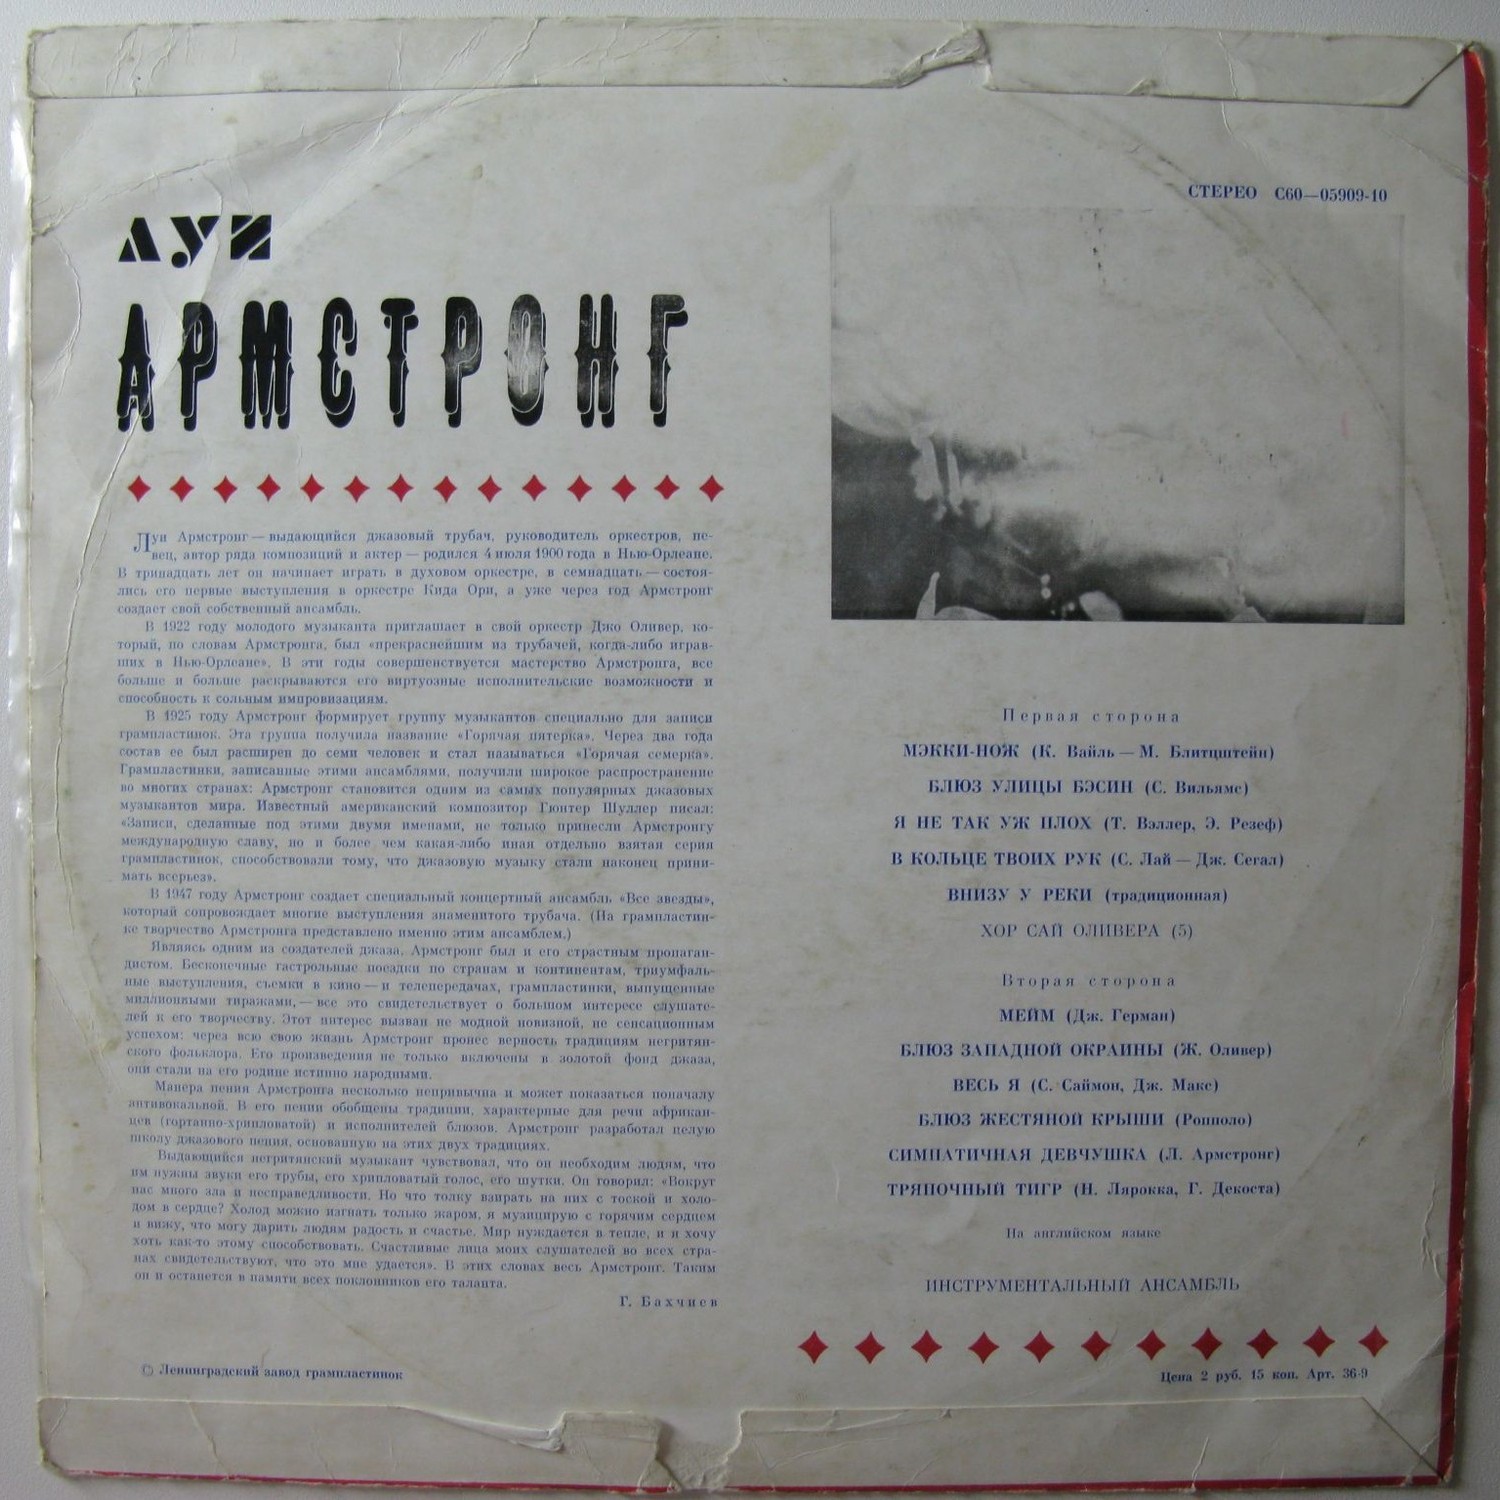 СТЕРЕО С60—05909-10
ЛУИ
АРМСТРОНГ
Луи Армстронг — выдающийся джазовый трубач, руководитель оркестров, пе-
вец, автор ряда композиций и актер — родился 4 июля 1900 года в Нью-Орлеане.
В тринадцать лет он начинает играть в духовом оркестре, в семнадцать — состоя-
лись его первые выступления в оркестре Кида Ори, а уже через год Армстронг
создает свой собственный ансамбль.
В 1922 году молодого музыканта приглашает в свой оркестр Джо Оливер, ко-
торый, по словам Армстронга, был «прекраснейшим из трубачей, когда-либо играв-
ших в Нью-Орлеане». В эти годы совершенствуется мастерство Армстронга, все
больше и больше раскрываются его виртуозные исполнительские возможности и
способность к сольным импровизациям.
В 1925 году Армстронг формирует группу музыкантов специально для записи
грампластинок. Эта группа получила название «Горячая пятерка». Через два года
состав ее был расширен до семи человек и стал называться «Горячая семерка».
Грампластинки, записанные этими ансамблями, получили широкое распространение
во многих странах: Армстронг становится одним из самых популярных джазовых
музыкантов мира. Известный американский композитор Гюнтер Шуллер писал:
«Записи, сделанные под этими двумя именами, не только принесли Армстронгу
международную славу, но и более чем какая-либо иная отдельно взятая серия
грампластинок, способствовали тому, что джазовую музыку стали наконец прини-
мать всерьез».
В 1947 году Армстронг создает специальный концертный ансамбль «Все звезды»,
который сопровождает многие выступления знаменитого трубача. (На грампластин-
ке творчество Армстронга представлено именно этим ансамблем.)
Являясь одним из создателей джаза, Армстронг был и его страстным пропаган-
дистом. Бесконечные гастрольные поездки по странам и континентам, триумфаль-
ные выступления, съемки в кино — и телепередачах, грампластинки, выпущенные
миллионными тиражами, — все это свидетельствует о большом интересе слушате-
лей к его творчеству. Этот интерес вызван не модной новизной, не сенсационным
успехом: через всю свою жизнь Армстронг пронес верность традициям негритян-
ского фольклора. Его произведения не только включены в золотой фонд джаза,
они стали на его родине истинно народными.
Манера пения Армстронга несколько непривычна и может показаться поначалу
антивокальной. В его пении обобщены традиции, характерные для речи африкан-
цев (гортанно-хрипловатой) и исполнителей блюзов. Армстронг разработал целую
школу джазового пения, основанную на этих двух традициях.
Выдающийся негритянский музыкант чувствовал, что он необходим людям, что
им нужны звуки его трубы, его хрипловатый голос, его шутки. Он говорил: «Вокруг
нас много зла и несправедливости. Но что толку взирать на них с тоской и холо-
дом в сердце? Холод можно изгнать только жаром, я музицирую с горячим сердцем
и вижу, что могу дарить людям радость и счастье. Мир нуждается в тепле, и я хочу
хоть как-то этому способствовать. Счастливые лица моих слушателей во всех стра-
нах свидетельствуют, что это мне удается». В этих словах весь Армстронг. Таким
он и останется в памяти всех поклонников его таланта.
Г. Бахчиев
© Ленинградский завод грампластинок
Первая сторона
МЭККИ-НОЖ (К. Вайль — М. Блитцштейн)
БЛЮЗ УЛИЦЫ БЭСИН (С. Вильямс)
Я НЕ ТАК УЖ ПЛОХ (Т. Вэллер, Э. Резеф)
В КОЛЬЦЕ ТВОИХ РУК (С. Лай — Дж. Сегал)
ВНИЗУ У РЕКИ (традиционная)
ХОР САЙ ОЛИВЕРА (5)
Вторая сторона
МЕЙМ (Дж. Герман)
БЛЮЗ ЗАПАДНОЙ ОКРАИНЫ (Ж. Оливер)
ВЕСЬ Я (С. Саймон, Дж. Макс)
БЛЮЗ ЖЕСТЯНОЙ КРЫШИ (Ропполо)
СИМПАТИЧНАЯ ДЕВЧУШКА (Л. Армстронг)
ТРЯПОЧНЫЙ ТИГР (Н. Лярокка, Г. Декоста)
На английском языке
ИНСТРУМЕНТАЛЬНЫЙ АНСАМБЛЬ
Цена 2 руб. 15 коп. Арт. 36-9